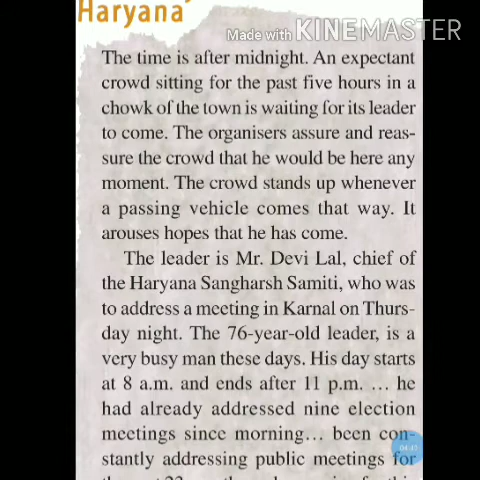 Haryana'
Made with KINEMASTER
The time is after midnight. An expectant
crowd sitting for the past five hours in a
chowk of the town is waiting for its leader
to come. The organisers assure and reas-
sure the crowd that he would be here any
moment. The crowd stands up whenever
a passing vehicle comes that way. It
arouses hopes that he has come.
The leader is Mr. Devi Lal, chief of
the Haryana Sangharsh Samiti, who was
to address a meeting in Karnal on Thurs-
day night. The 76-year-old leader, is a
very busy man these days. His day starts
at 8 a.m. and ends after 11 p.m. … he
had already addressed nine election
meetings since morning… been con-
stantly addressing public meetings for